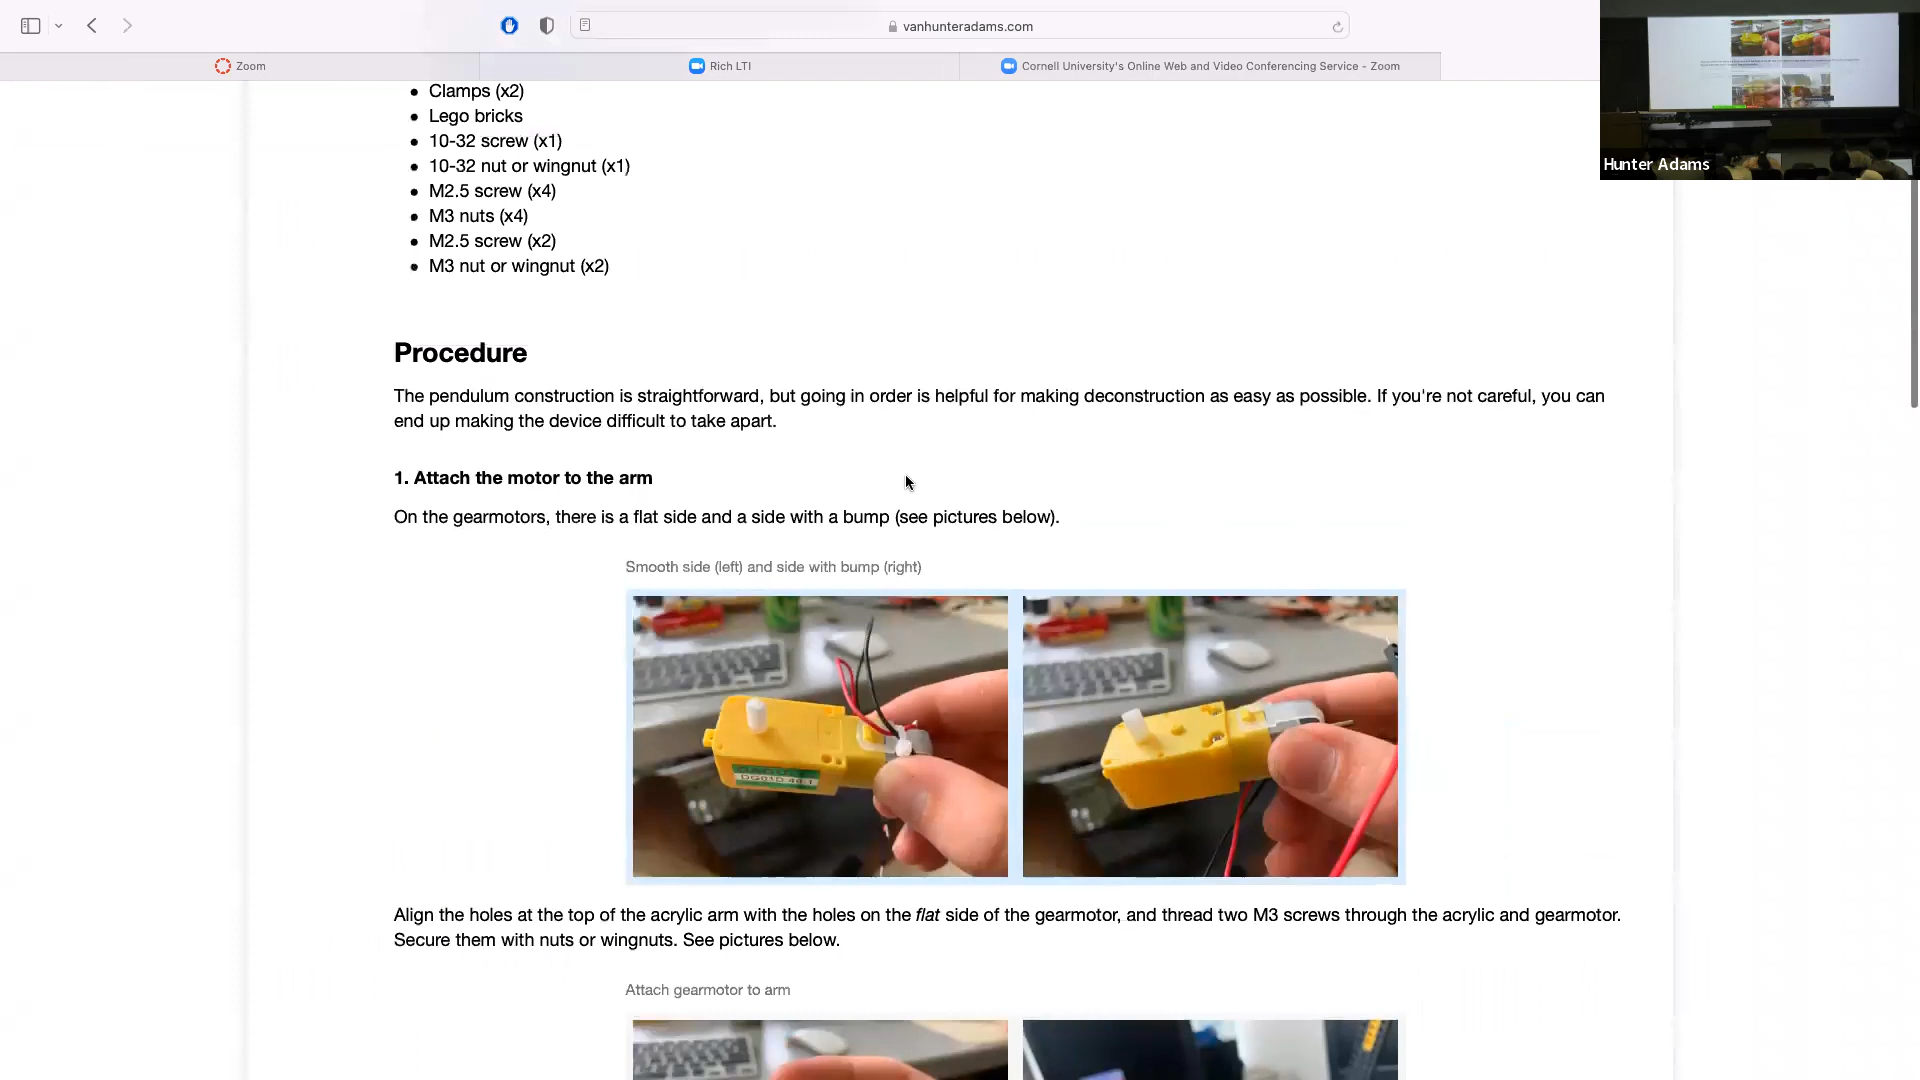 vanhunteradams.com
Zoom
Rich LTI
Cornell University's Online Web and Video Conferencing Service - Zoom
Hunter Adams
Clamps (x2)
Lego bricks
10-32 screw (x1)
10-32 nut or wingnut (x1)
M2.5 screw (x4)
M3 nuts (x4)
M2.5 screw (x2)
M3 nut or wingnut (x2)
Procedure
The pendulum construction is straightforward, but going in order is helpful for making deconstruction as easy as possible. If you're not careful, you can
end up making the device difficult to take apart.
1. Attach the motor to the arm
On the gearmotors, there is a flat side and a side with a bump (see pictures below).
Smooth side (left) and side with bump (right)
Align the holes at the top of the acrylic arm with the holes on the flat side of the gearmotor, and thread two M3 screws through the acrylic and gearmotor.
Secure them with nuts or wingnuts. See pictures below.
Attach gearmotor to arm